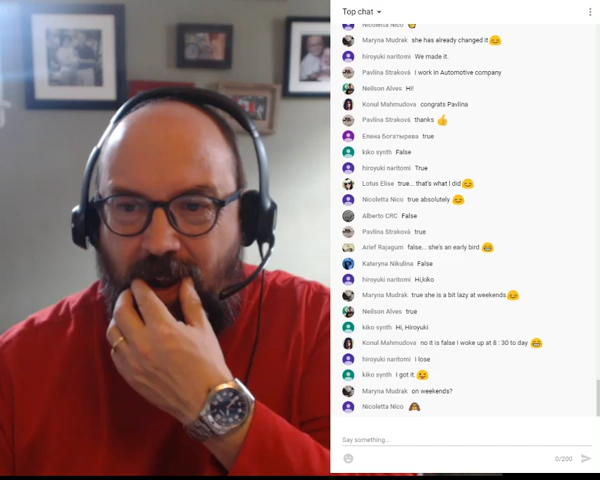 Top chat
Nicoletta Nico
Maryna Mudrak she has already changed it
hiroyuki naritomi We made it.
Pavlína Straková I work in Automotive company
Neilson Alves Hi!
Konul Mahmudova congrats Pavlina
Pavlína Straková thanks
Елена Богатырева true
kiko synth False
hiroyuki naritomi True
Lotus Elise true... that's what I did
Nicoletta Nico true absolutely
Alberto CRC False
Pavlína Straková true
Arief Rajagum false... she's an early bird
Kateryna Nikulina False
hiroyuki naritomi Hi,kiko
Maryna Mudrak true she is a bit lazy at weekends
Neilson Alves true
kiko synth Hi, Hiroyuki
Konul Mahmudova no it is false I woke up at 8 : 30 to day
hiroyuki naritomi I lose
kiko synth I got it.
Maryna Mudrak on weekends?
Nicoletta Nico
Say something...
0/200